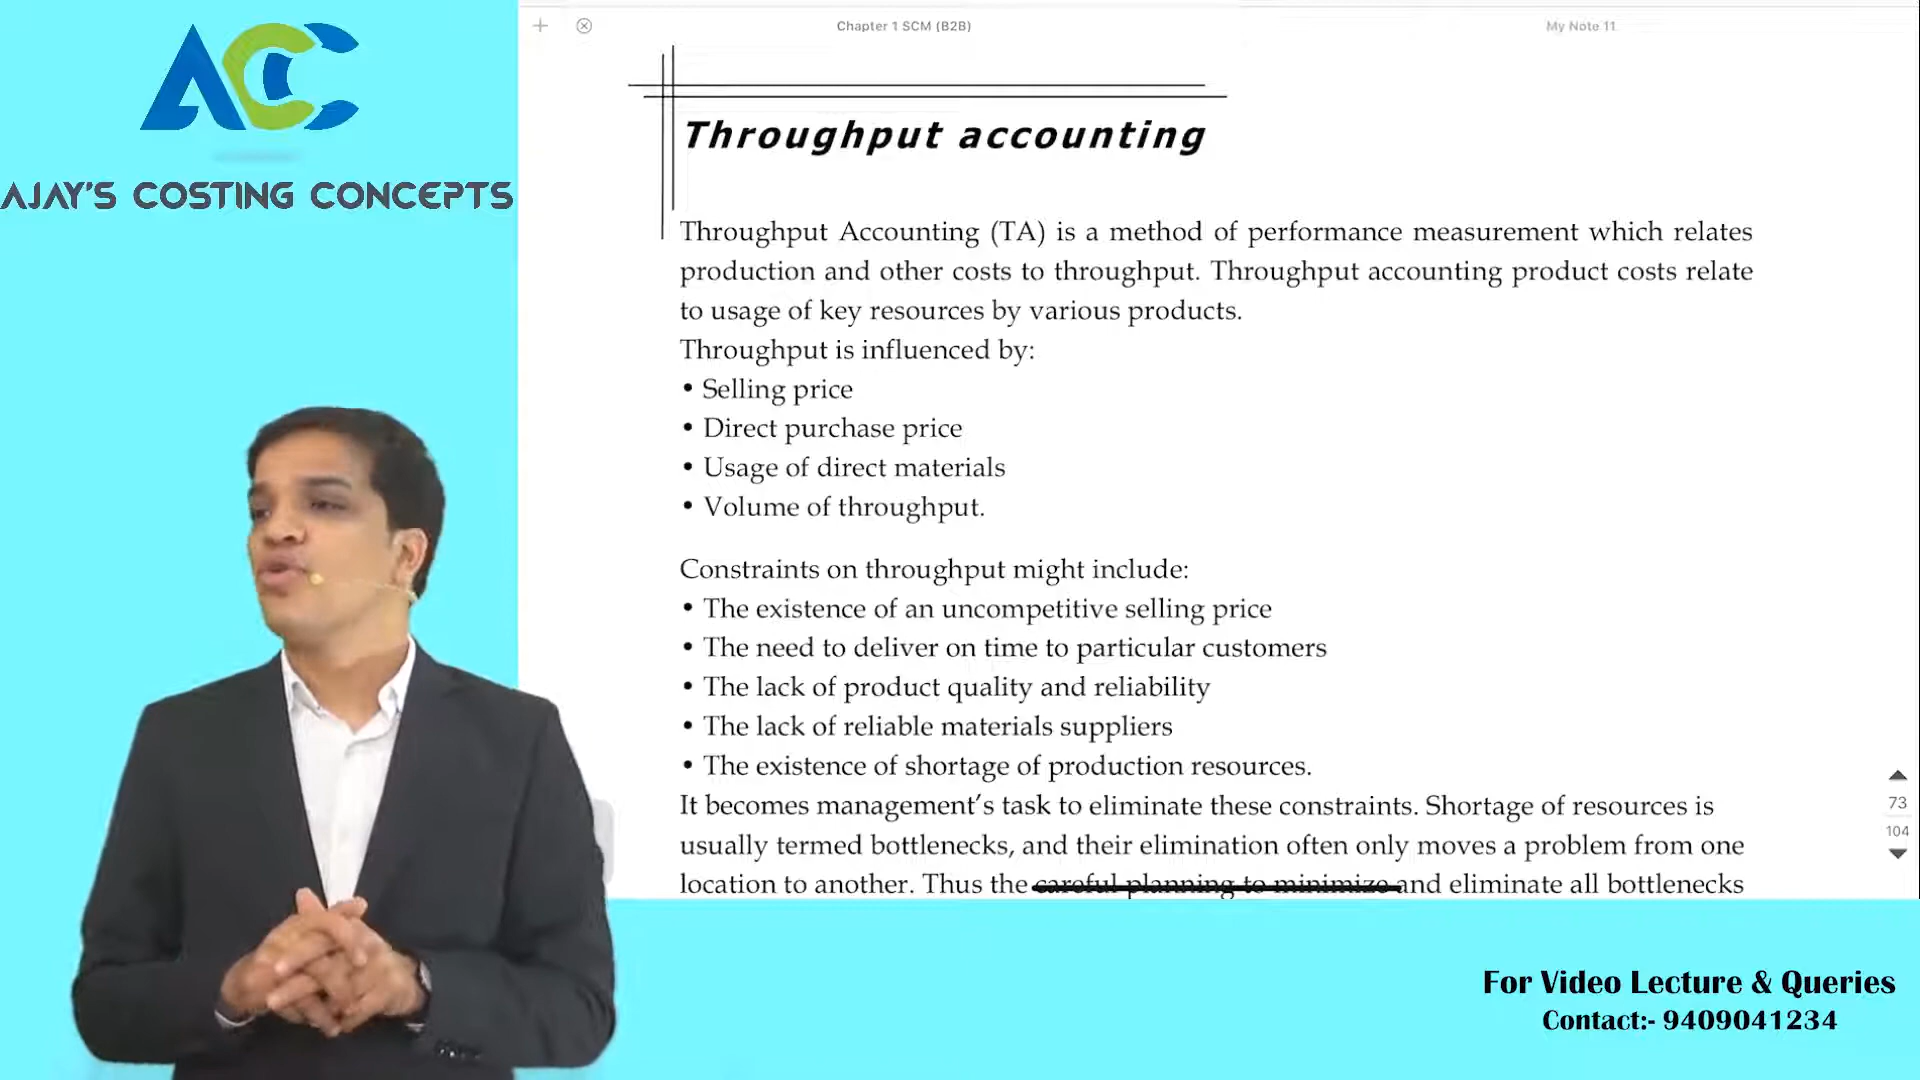 ACC
AJAY'S COSTING CONCEPTS
Chapter 1 SCM (B2B)
My Note 11
Throughput accounting
Throughput Accounting (TA) is a method of performance measurement which relates
production and other costs to throughput. Throughput accounting product costs relate
to usage of key resources by various products.
Throughput is influenced by:
• Selling price
• Direct purchase price
• Usage of direct materials
• Volume of throughput.
Constraints on throughput might include:
• The existence of an uncompetitive selling price
• The need to deliver on time to particular customers
• The lack of product quality and reliability
• The lack of reliable materials suppliers
• The existence of shortage of production resources.
It becomes management's task to eliminate these constraints. Shortage of resources is
usually termed bottlenecks, and their elimination often only moves a problem from one
location to another. Thus the careful planning to minimize and eliminate all bottlenecks
73
104
For Video Lecture & Queries
Contact:- 9409041234